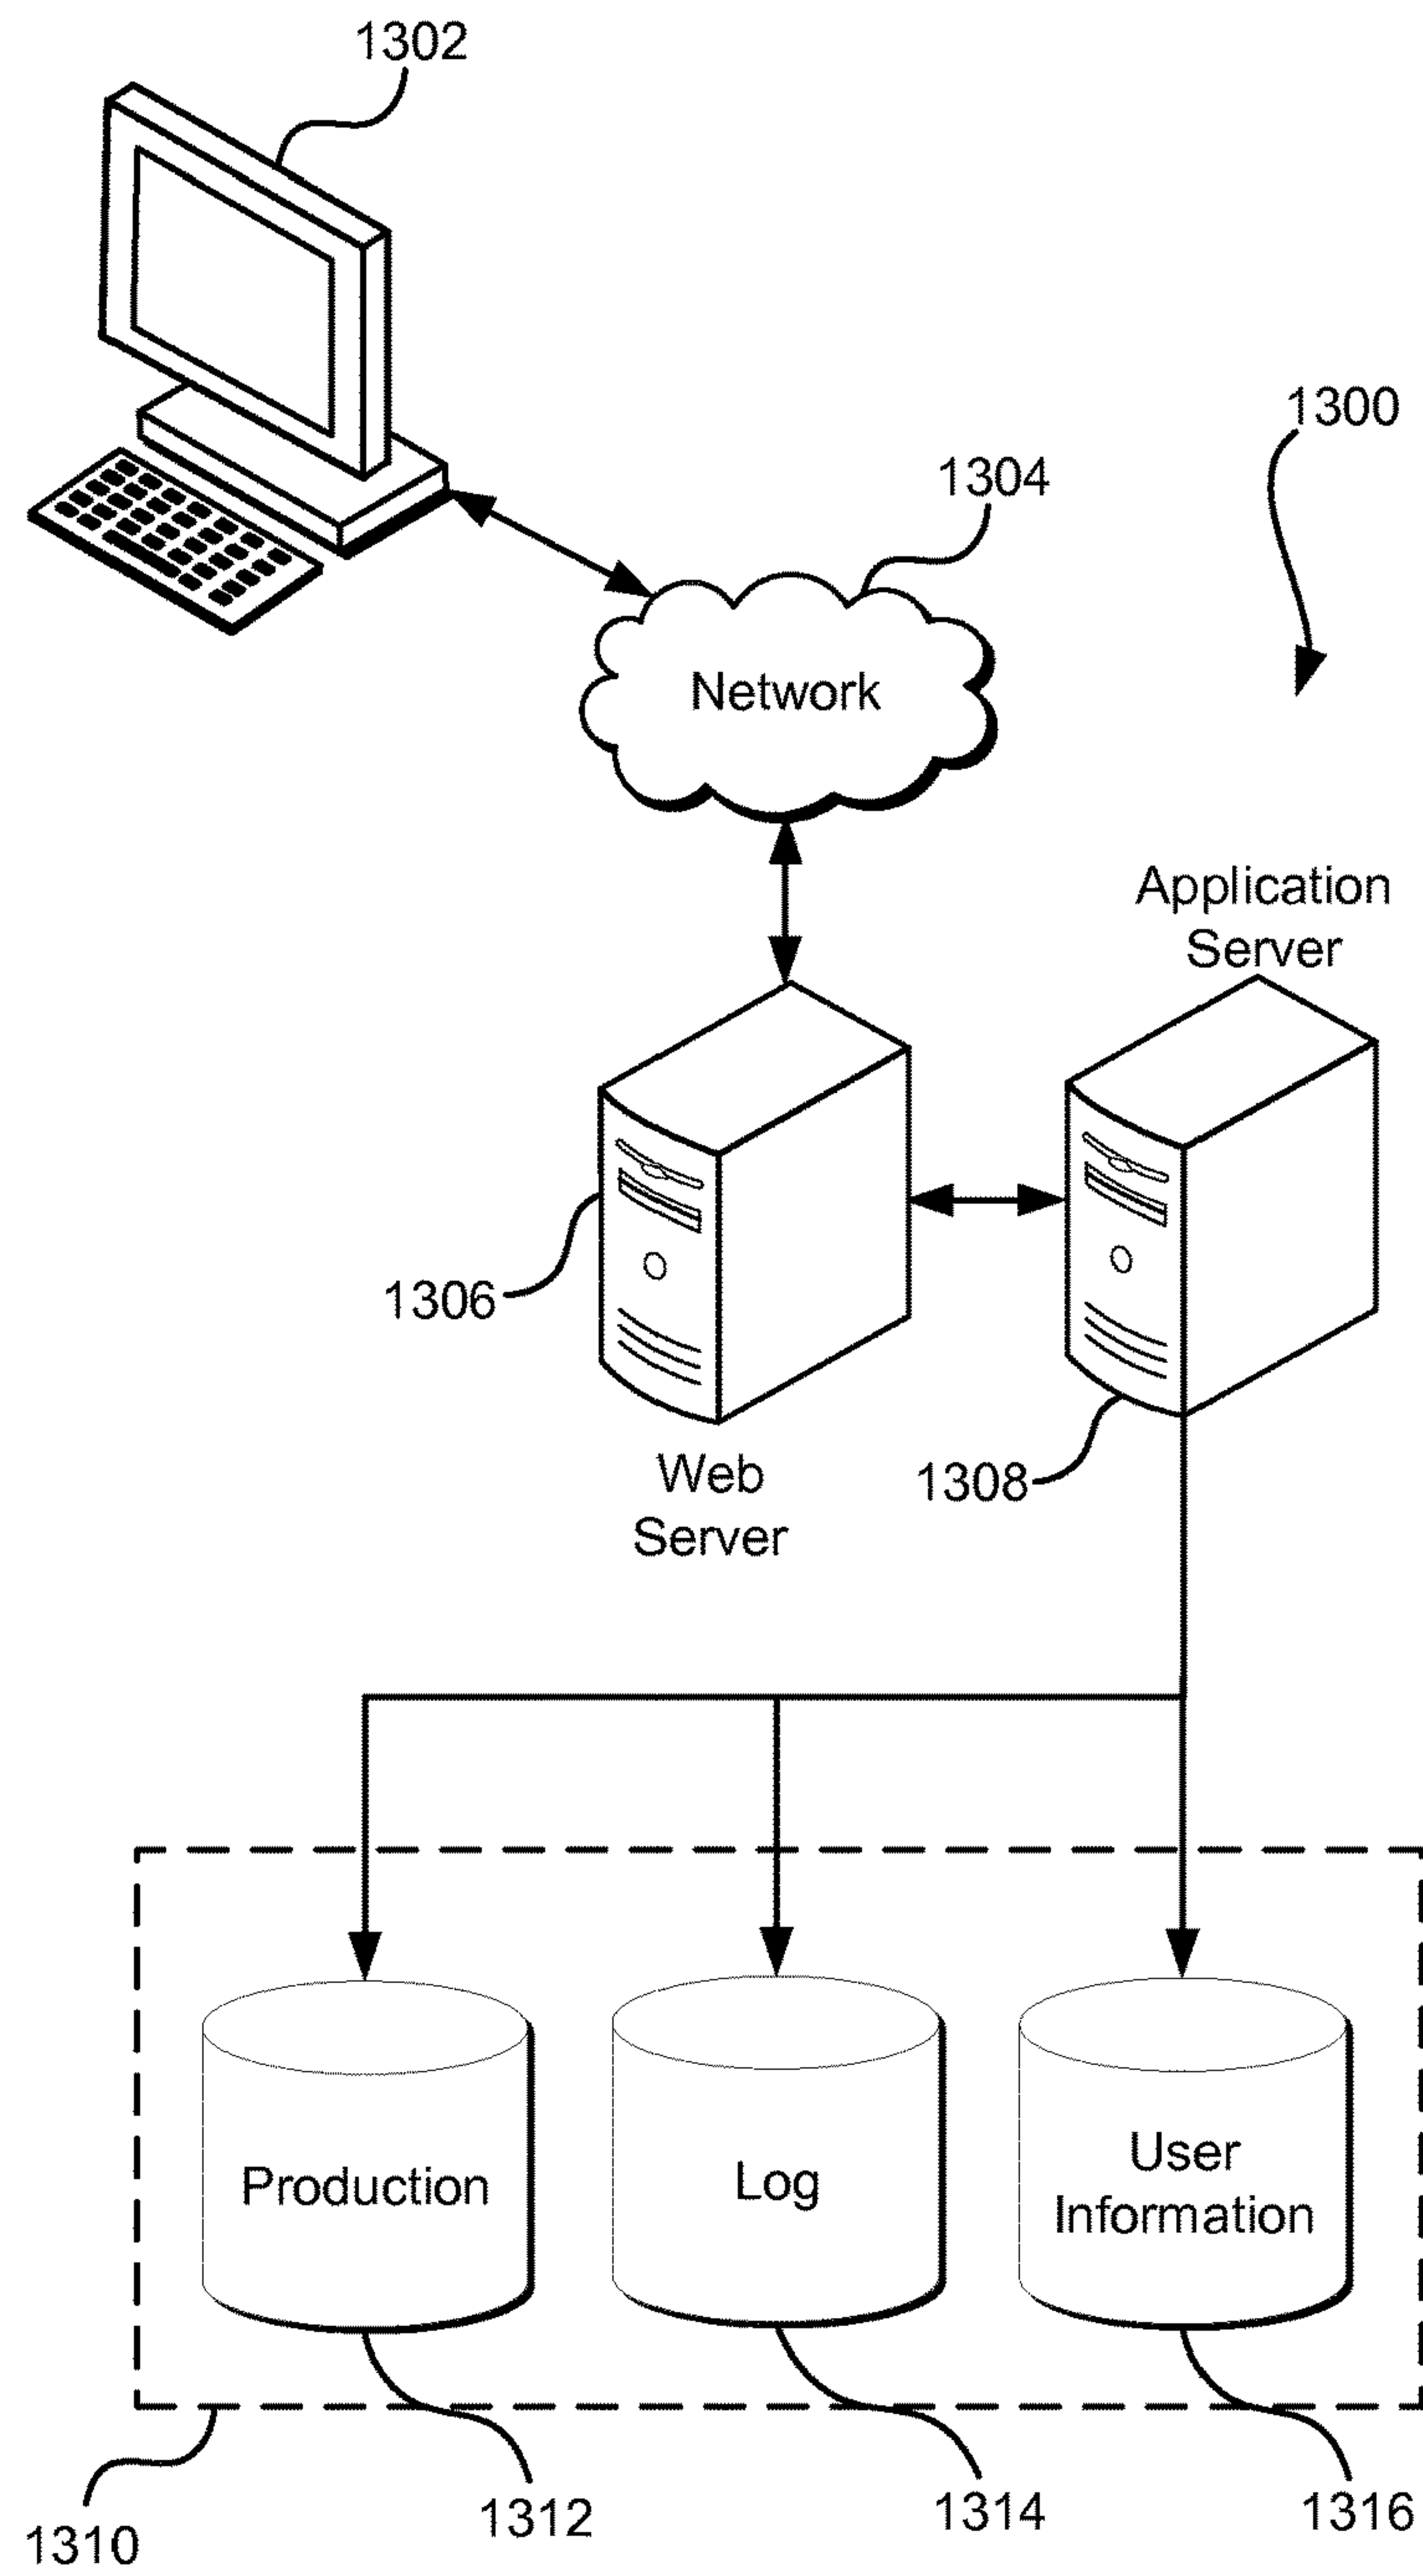 1302
1300
1304
Network
Application
Server
1306
Web
Server
1308
Production
Log
User
Information
1310
1312
1314
1316